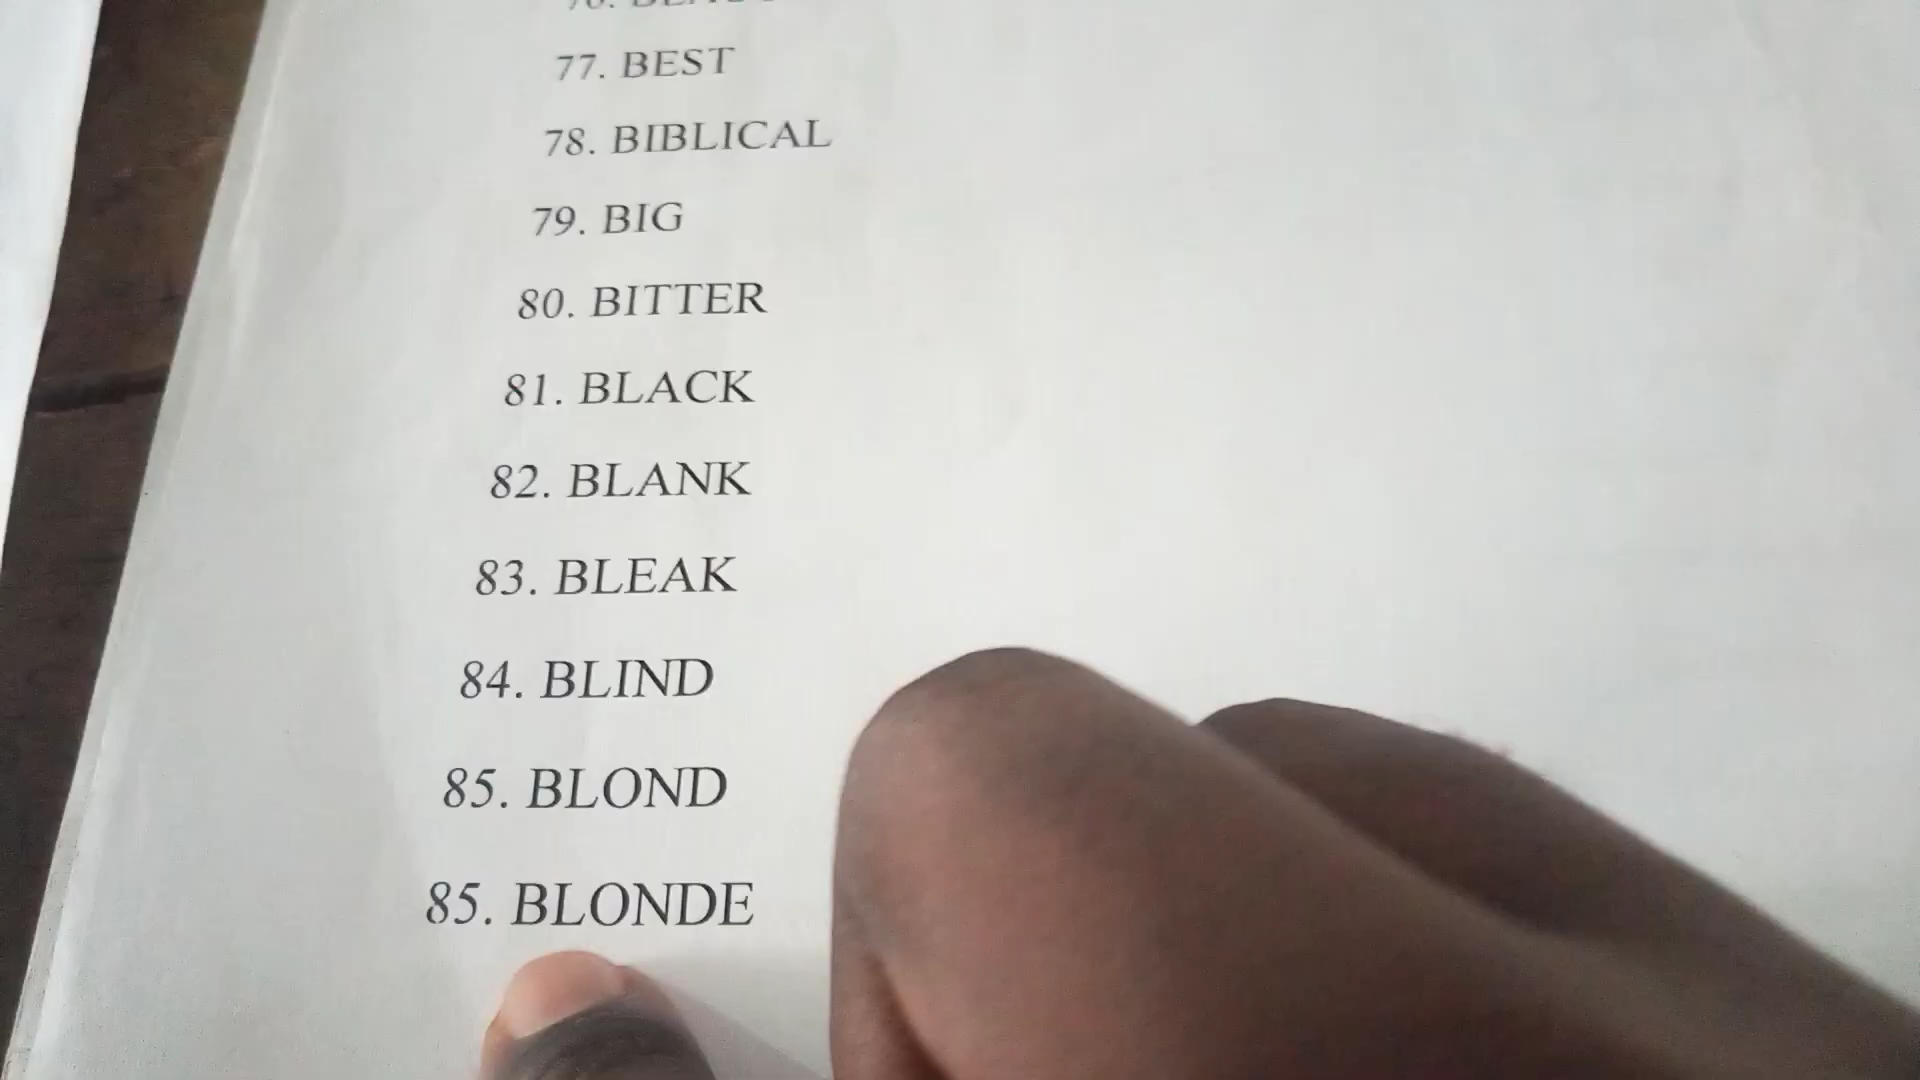 77. BEST
78. BIBLICAL
79. BIG
80. BITTER
81. BLACK
82. BLANK
83. BLEAK
84. BLIND
85. BLOND
85. BLONDE